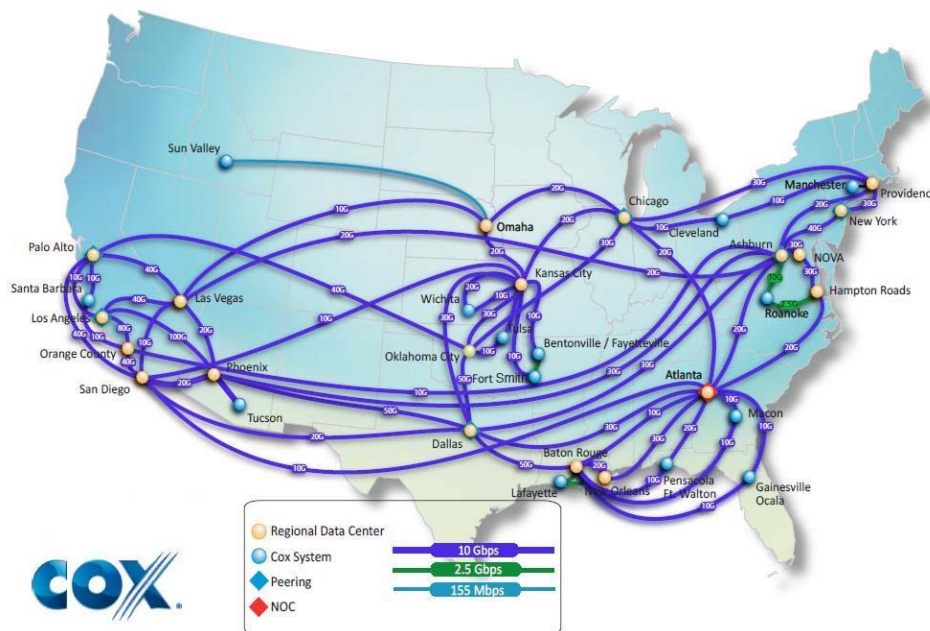 Sun Valley
Omaha
Chicago
Cleveland
Manchester
Providence
New York
Ashburn
NOVA
Hampton Roads
Roanoke
Palo Alto
Santa Barbara
Los Angeles
Orange County
San Diego
Las Vegas
Phoenix
Tucson
Kansas City
Wichita
Tulsa
Oklahoma City
Bentonville / Fayetteville
Fort Smith
Dallas
Atlanta
Macon
Baton Rouge
Lafayette
New Orleans
Pensacola
Ft. Walton
Gainesville
Ocala
10G
20G
30G
40G
50G
80G
100G
2.5G
Regional Data Center
Cox System
Peering
NOC
10 Gbps
2.5 Gbps
155 Mbps
COX